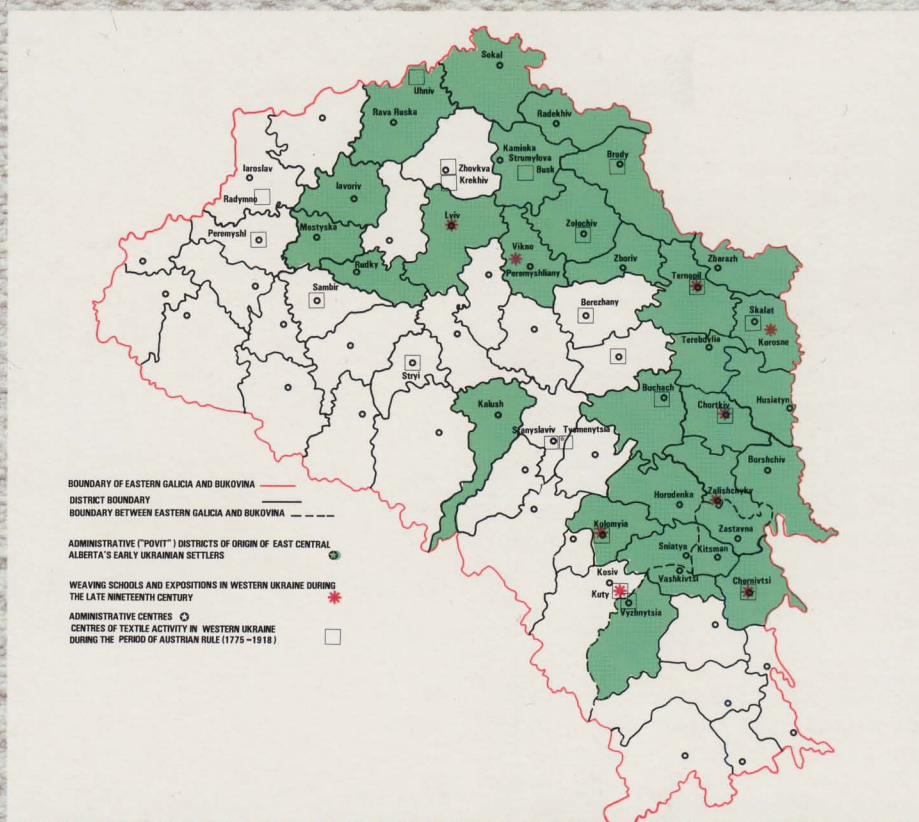 Sokal
Uhniv
Rava Ruska
Radekhiv
Kaminka
Strumylova
Busk
Brody
Zhovkva
Krekhiv
Iaroslav
Radymno
Iavoriv
Peremyshl
Mostyska
Lviv
Zolochiv
Rudky
Vikno
Peremyshliany
Zboriv
Zbarazh
Ternopil
Sambir
Berezhany
Skalat
Korosne
Terebovlia
Stryi
Buchach
Chortkiv
Husiatyn
Kalush
Stanyslaviv
Tysmenytsia
Borshchiv
Horodenka
Zalishchyky
Kolomyia
Zastavna
Sniatyn
Kitsman
Kosiv
Vashkivtsi
Kuty
Chernivtsi
Vyzhnytsia
BOUNDARY OF EASTERN GALICIA AND BUKOVINA
DISTRICT BOUNDARY
BOUNDARY BETWEEN EASTERN GALICIA AND BUKOVINA
ADMINISTRATIVE ("POVIT") DISTRICTS OF ORIGIN OF EAST CENTRAL
ALBERTA'S EARLY UKRAINIAN SETTLERS
WEAVING SCHOOLS AND EXPOSITIONS IN WESTERN UKRAINE DURING
THE LATE NINETEENTH CENTURY
ADMINISTRATIVE CENTRES
CENTRES OF TEXTILE ACTIVITY IN WESTERN UKRAINE
DURING THE PERIOD OF AUSTRIAN RULE (1775-1918)